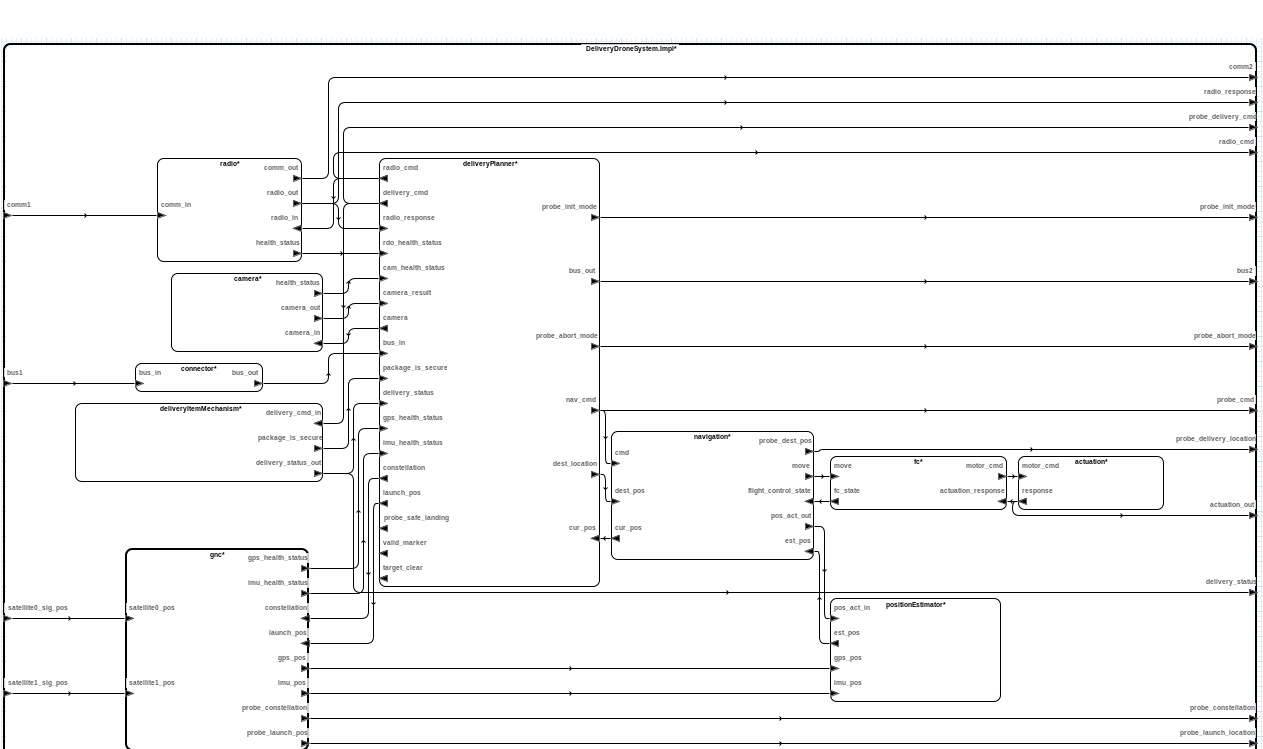 DeliveryDroneSystem.Impl*
comm2
radio_response
probe_delivery_cmd
radio_cmd
probe_init_mode
bus2
probe_abort_mode
probe_cmd
probe_delivery_location
actuation_out
delivery_status
probe_constellation
probe_launch_location
comm1
bus1
satellite0_sig_pos
satellite1_sig_pos
radio*
comm_out
radio_out
comm_in
radio_in
health_status
camera*
health_status
camera_out
camera_in
connector*
bus_in
bus_out
deliveryItemMechanism*
delivery_cmd_in
package_is_secure
delivery_status_out
gnc*
gps_health_status
imu_health_status
satellite0_pos
constellation
launch_pos
gps_pos
satellite1_pos
imu_pos
probe_constellation
probe_launch_pos
deliveryPlanner*
radio_cmd
delivery_cmd
radio_response
rdo_health_status
cam_health_status
camera_result
camera
bus_in
package_is_secure
delivery_status
gps_health_status
imu_health_status
constellation
launch_pos
probe_safe_landing
valid_marker
target_clear
probe_init_mode
bus_out
probe_abort_mode
nav_cmd
dest_location
cur_pos
navigation*
probe_dest_pos
cmd
move
dest_pos
flight_control_state
pos_act_out
cur_pos
est_pos
fc*
move
motor_cmd
fc_state
actuation_response
actuation*
motor_cmd
response
positionEstimator*
pos_act_in
est_pos
gps_pos
imu_pos